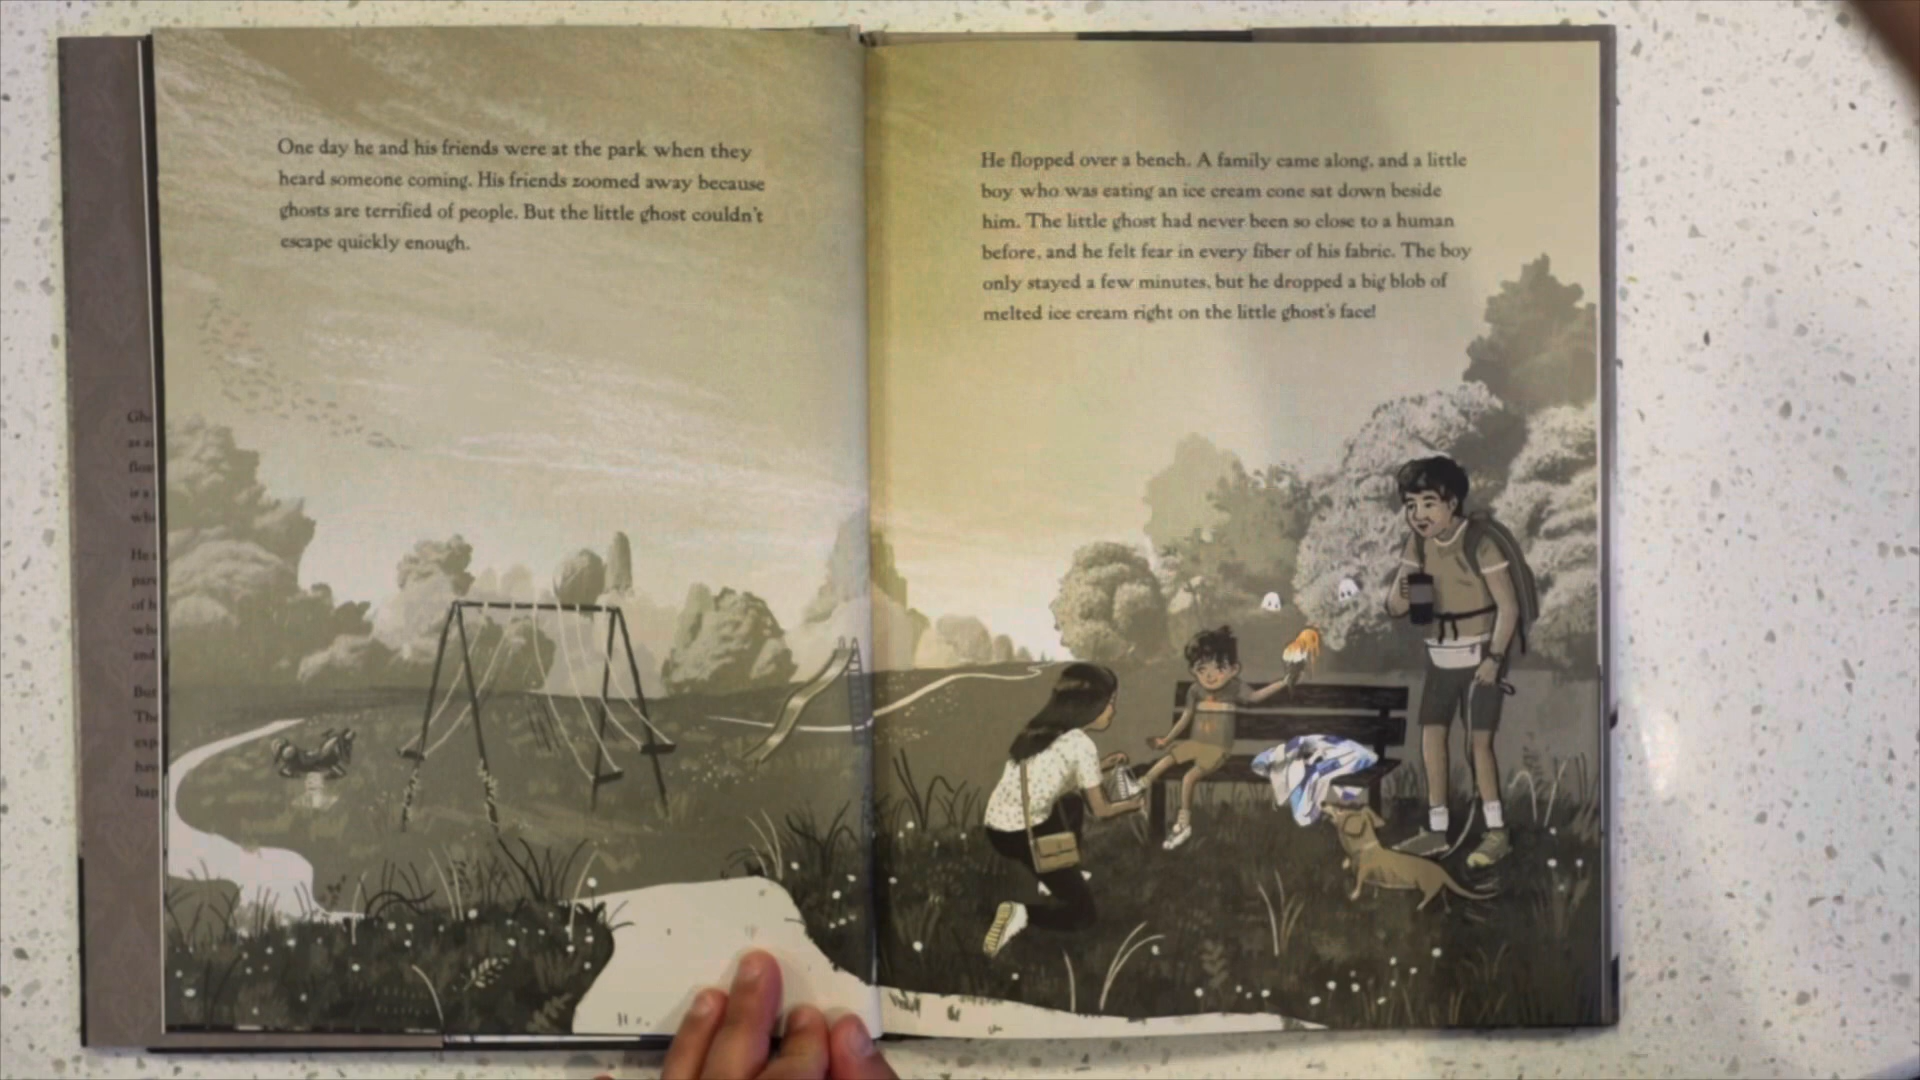 One day he and his friends were at the park when they
heard someone coming. His friends zoomed away because
ghosts are terrified of people. But the little ghost couldn't
escape quickly enough.
He flopped over a bench. A family came along, and a little
boy who was eating an ice cream cone sat down beside
him. The little ghost had never been so close to a human
before, and he felt fear in every fiber of his fabric. The boy
only stayed a few minutes, but he dropped a big blob of
melted ice cream right on the little ghost's face!